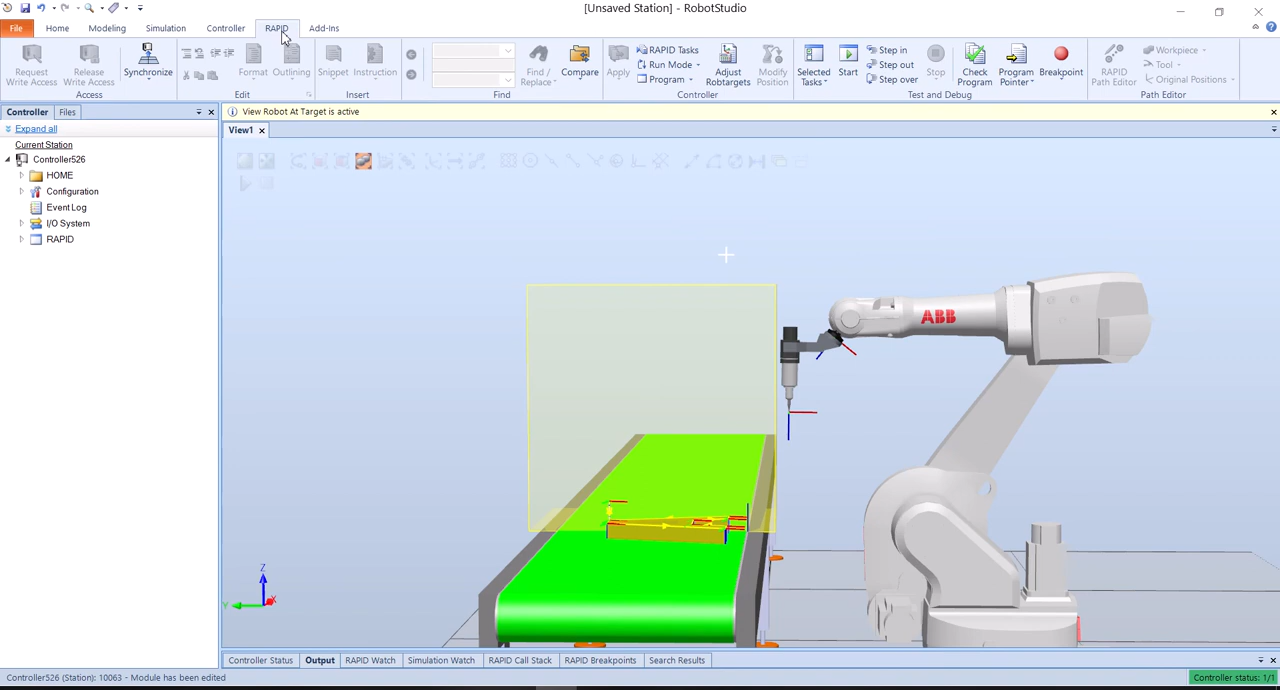 [Unsaved Station] - RobotStudio
File Home Modeling Simulation Controller RAPID Add-Ins
Request Write Access
Release Write Access
Access
Synchronize
Format
Outlining
Edit
Snippet
Instruction
Insert
Find / Replace
Compare
Find
Apply
RAPID Tasks
Run Mode
Program
Adjust Robtargets
Modify Position
Controller
Selected Tasks
Start
Step in
Step out
Step over
Stop
Check Program
Program Pointer
Breakpoint
Test and Debug
RAPID Path Editor
Workpiece
Tool
Original Positions
Path Editor
Controller Files
Expand all
Current Station
Controller526
HOME
Configuration
Event Log
I/O System
RAPID
View Robot At Target is active
View1
ABB
Z
Y
X
Controller Status Output RAPID Watch Simulation Watch RAPID Call Stack RAPID Breakpoints Search Results
Controller526 (Station): 10063 - Module has been edited
Controller status: 1/1